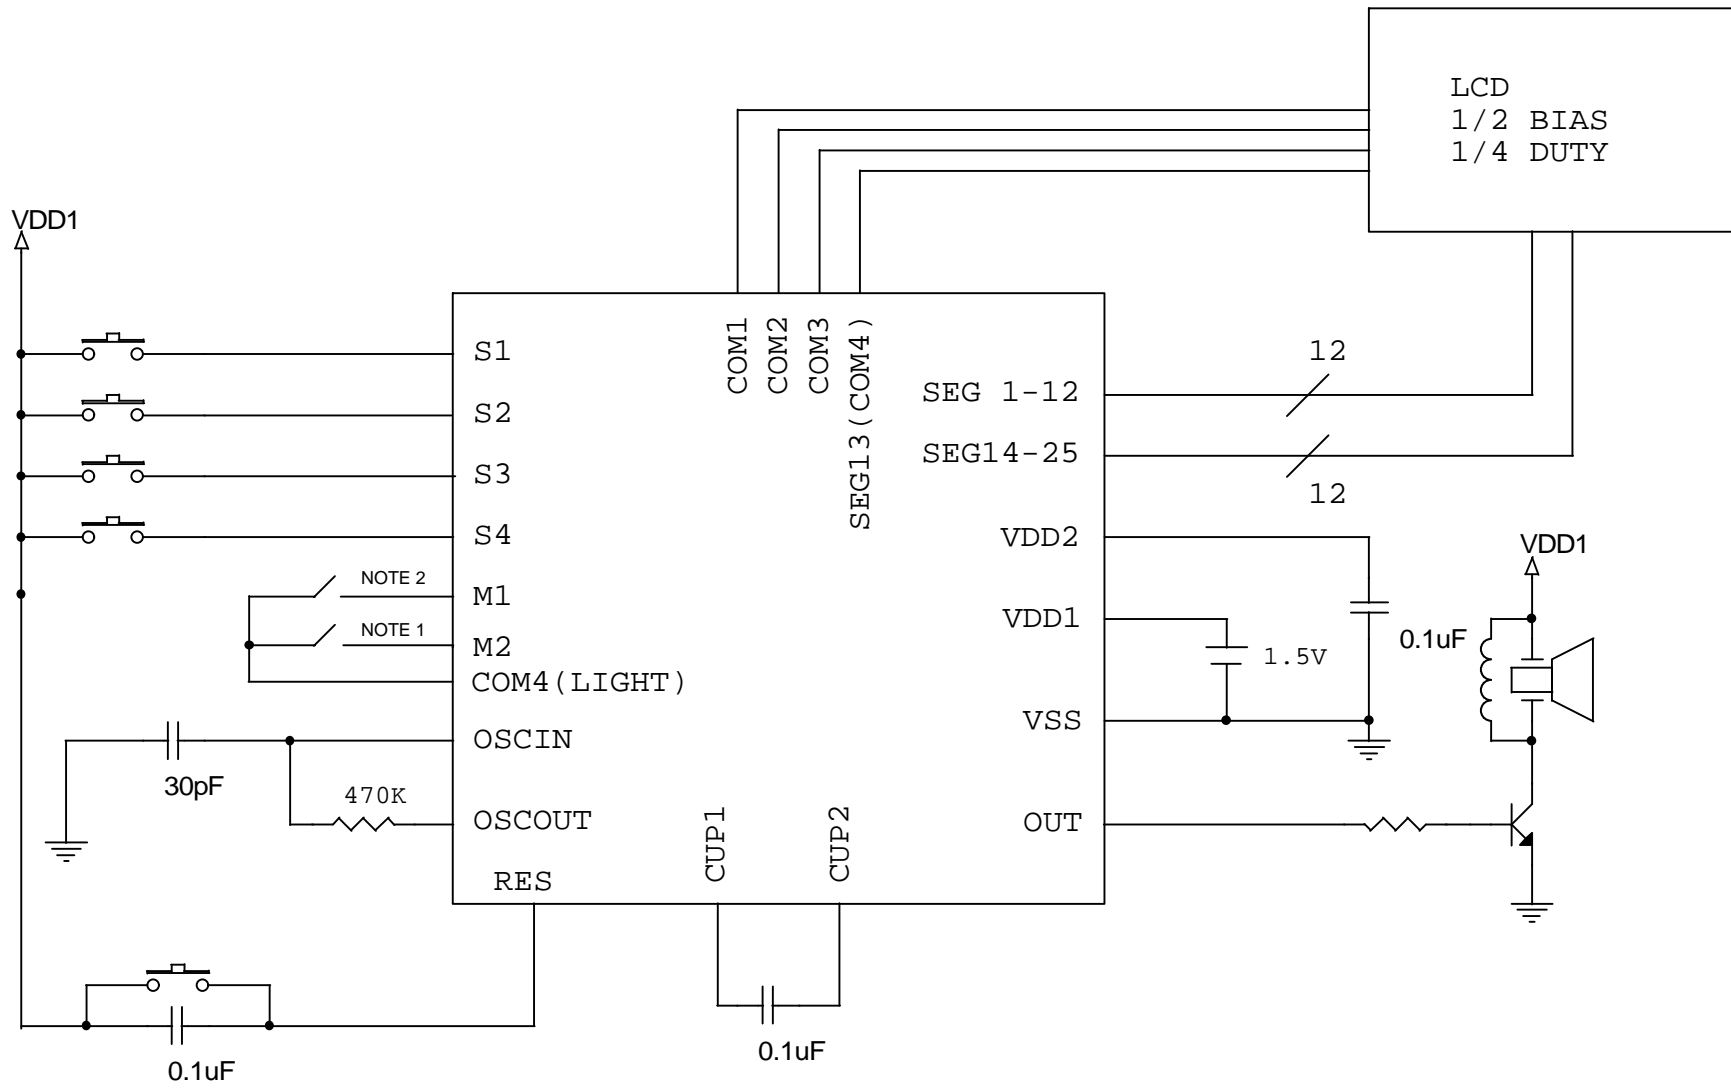 LCD
1/2 BIAS
1/4 DUTY
VDD1
S1
S2
S3
S4
NOTE 2
M1
NOTE 1
M2
COM4(LIGHT)
OSCIN
30pF
470K
OSCOUT
RES
0.1uF
COM1
COM2
COM3
SEG13(COM4)
CUP1
CUP2
0.1uF
SEG 1-12
12
SEG14-25
12
VDD2
0.1uF
VDD1
1.5V
VSS
OUT
VDD1